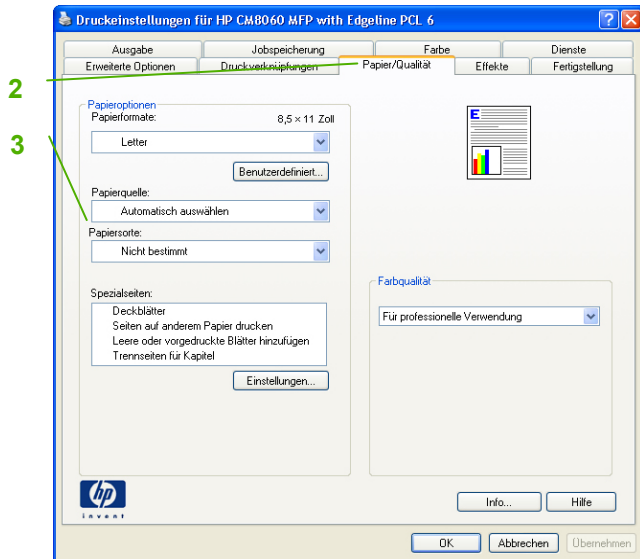 Druckeinstellungen für HP CM8060 MFP with Edgeline PCL 6
Ausgabe Jobspeicherung Farbe Dienste
Erweiterte Optionen Druckverknüpfungen Papier/Qualität Effekte Fertigstellung
2
Papieroptionen
Papierformate: 8,5 × 11 Zoll
3
Letter
Benutzerdefiniert...
Papierquelle:
Automatisch auswählen
Papiersorte:
Nicht bestimmt
Spezialseiten:
Deckblätter
Seiten auf anderem Papier drucken
Leere oder vorgedruckte Blätter hinzufügen
Trennseiten für Kapitel
Einstellungen...
E
Farbqualität
Für professionelle Verwendung
hp
invent
Info... Hilfe
OK Abbrechen Übernehmen